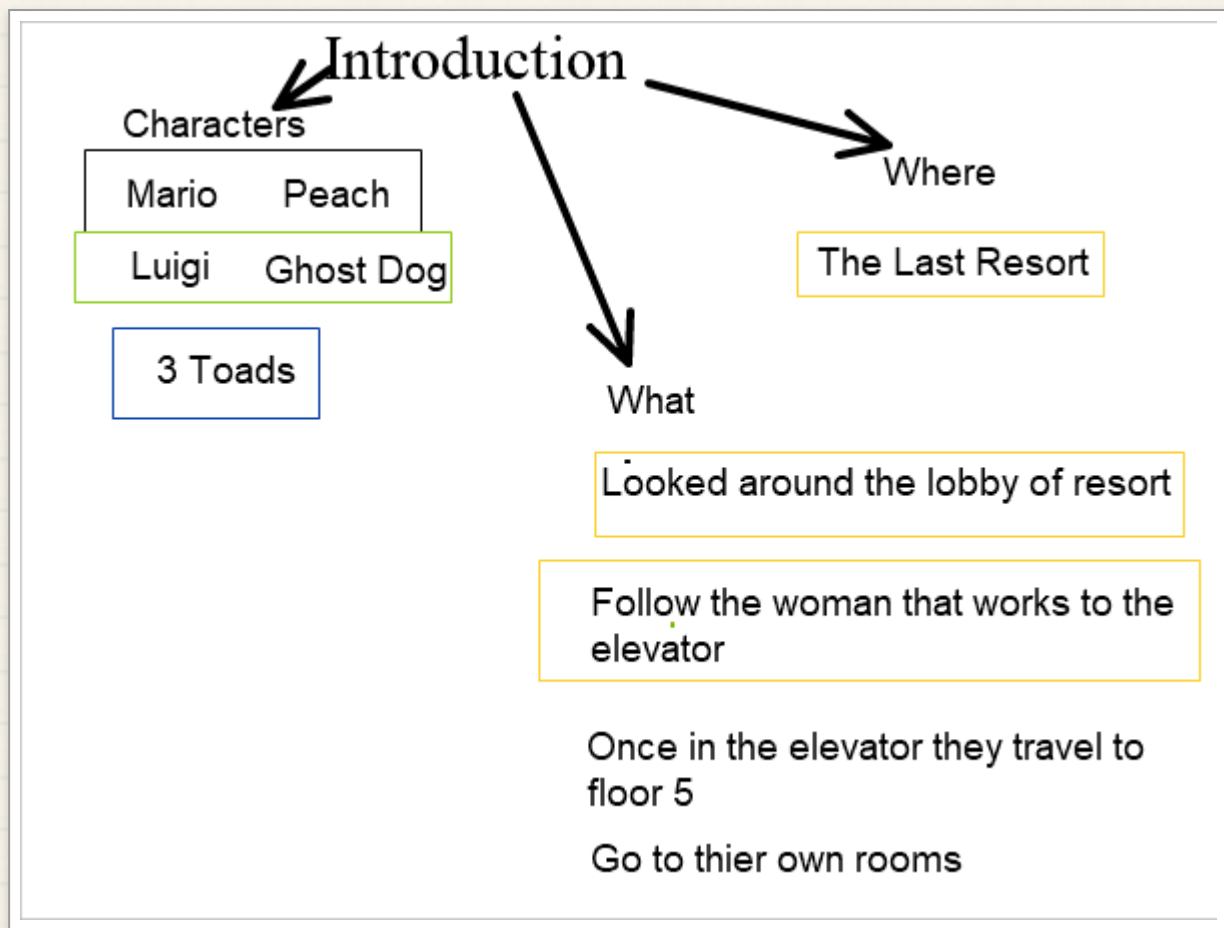 Introduction
Characters
Mario Peach
Luigi Ghost Dog
3 Toads
Where
The Last Resort
What
Looked around the lobby of resort
Follow the woman that works to the
elevator
Once in the elevator they travel to
floor 5
Go to thier own rooms